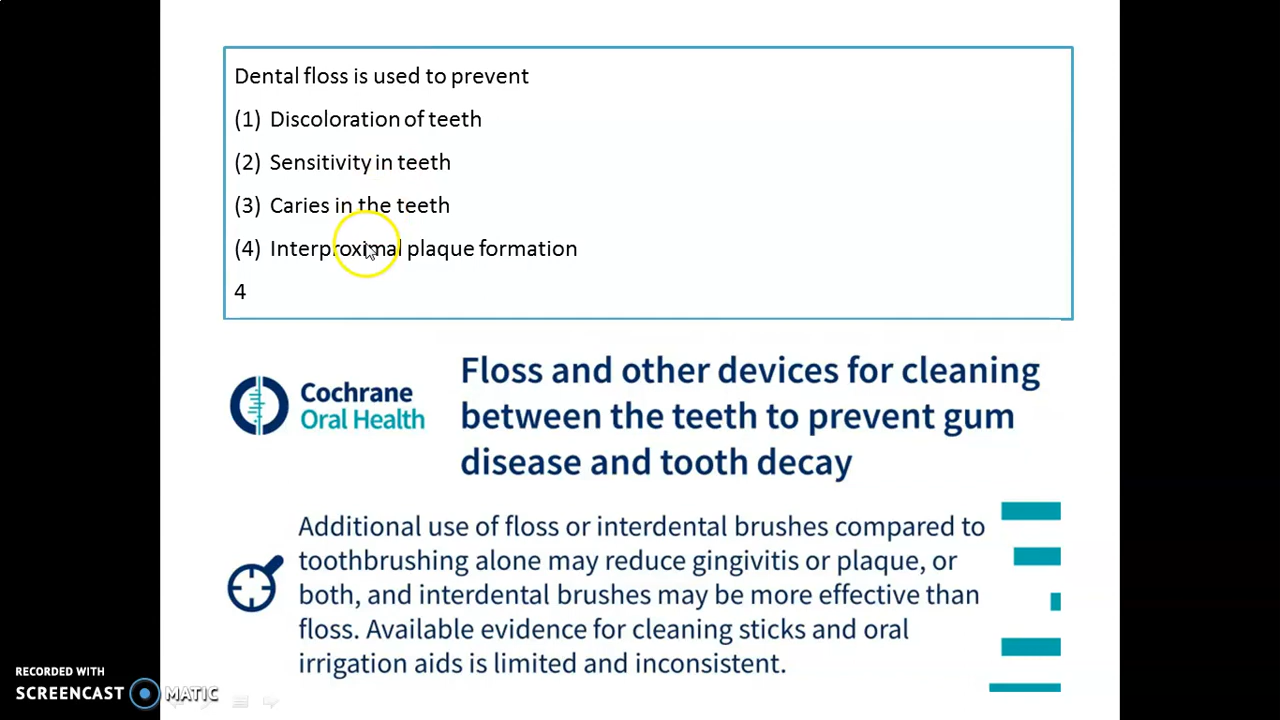 Dental floss is used to prevent
(1) Discoloration of teeth
(2) Sensitivity in teeth
(3) Caries in the teeth
(4) Interproximal plaque formation
4
Cochrane
Oral Health
Floss and other devices for cleaning
between the teeth to prevent gum
disease and tooth decay
Additional use of floss or interdental brushes compared to
toothbrushing alone may reduce gingivitis or plaque, or
both, and interdental brushes may be more effective than
floss. Available evidence for cleaning sticks and oral
irrigation aids is limited and inconsistent.
RECORDED WITH
SCREENCAST MATIC